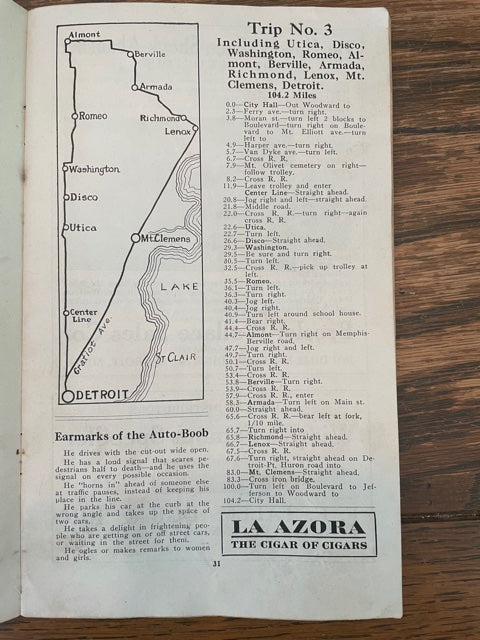 Almont
Berville
Armada
Romeo
Richmond
Lenox
Washington
Disco
Utica
Mt Clemens
LAKE
Center
Line
Gratiot Ave.
ST CLAIR
DETROIT
Earmarks of the Auto-Boob
He drives with the cut-out wide open.
He has a loud signal that scares pe-
destrians half to death—and he uses the
signal on every possible occasion.
He "horns in" ahead of someone else
at traffic pauses, instead of keeping his
place in the line.
He parks his car at the curb at the
wrong angle and takes up the space of
two cars.
He takes a delight in frightening peo-
ple who are getting on or off street cars,
or waiting in the street for them.
He ogles or makes remarks to women
and girls.
Trip No. 3
Including Utica, Disco,
Washington, Romeo, Al-
mont, Berville, Armada,
Richmond, Lenox, Mt.
Clemens, Detroit.
104.2 Miles
0.0—City Hall—Out Woodward to
2.3—Ferry ave.—turn right.
3.8—Moran st.—turn left 2 blocks to
Boulevard—turn right on Boule-
vard to Mt. Elliott ave.—turn
left to
4.9—Harper ave.—turn right.
5.7—Van Dyke ave.—turn left.
6.7—Cross R. R.
7.9—Mt. Olivet cemetery on right—
follow trolley.
8.2—Cross R. R.
11.9—Leave trolley and enter
Center Line—Straight ahead.
20.8—Jog right and left—straight ahead.
21.8—Middle road.
22.0—Cross R. R.—turn right—again
cross R. R.
22.6—Utica.
22.7—Turn left.
26.6—Disco—Straight ahead.
29.3—Washington.
29.5—Be sure and turn right.
30.5—Turn left.
32.5—Cross R. R.—pick up trolley at
left.
35.5—Romeo.
36.1—Turn left.
36.3—Turn right.
40.3—Jog left.
40.4—Jog right.
40.9—Turn left around school house.
41.4—Bear right.
44.4—Cross R. R.
44.7—Almont—Turn right on Memphis-
Berville road.
47.7—Jog right and left.
49.7—Turn right.
50.1—Cross R. R.
50.7—Turn left.
53.4—Cross R. R.
53.8—Berville—Turn right.
53.9—Cross R. R.
57.9—Cross R. R., enter
58.3—Armada—Turn left on Main st.
60.0—Straight ahead.
65.6—Cross R. R.—bear left at fork,
1/10 mile.
65.7—Turn right into
65.8—Richmond—Straight ahead.
66.7—Lenox—Straight ahead.
67.5—Cross R. R.
67.6—Turn right, straight ahead on De-
troit-Pt. Huron road into
83.0—Mt. Clemens—Straight ahead.
83.3—Cross iron bridge.
100.0—Turn left on Boulevard to Jef-
ferson to Woodward to
104.2—City Hall.
LA AZORA
THE CIGAR OF CIGARS
31